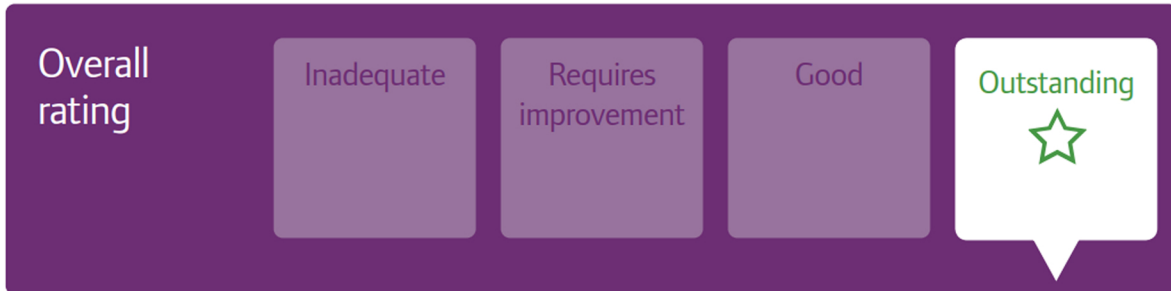 Overall
rating
Inadequate
Requires
improvement
Good
Outstanding